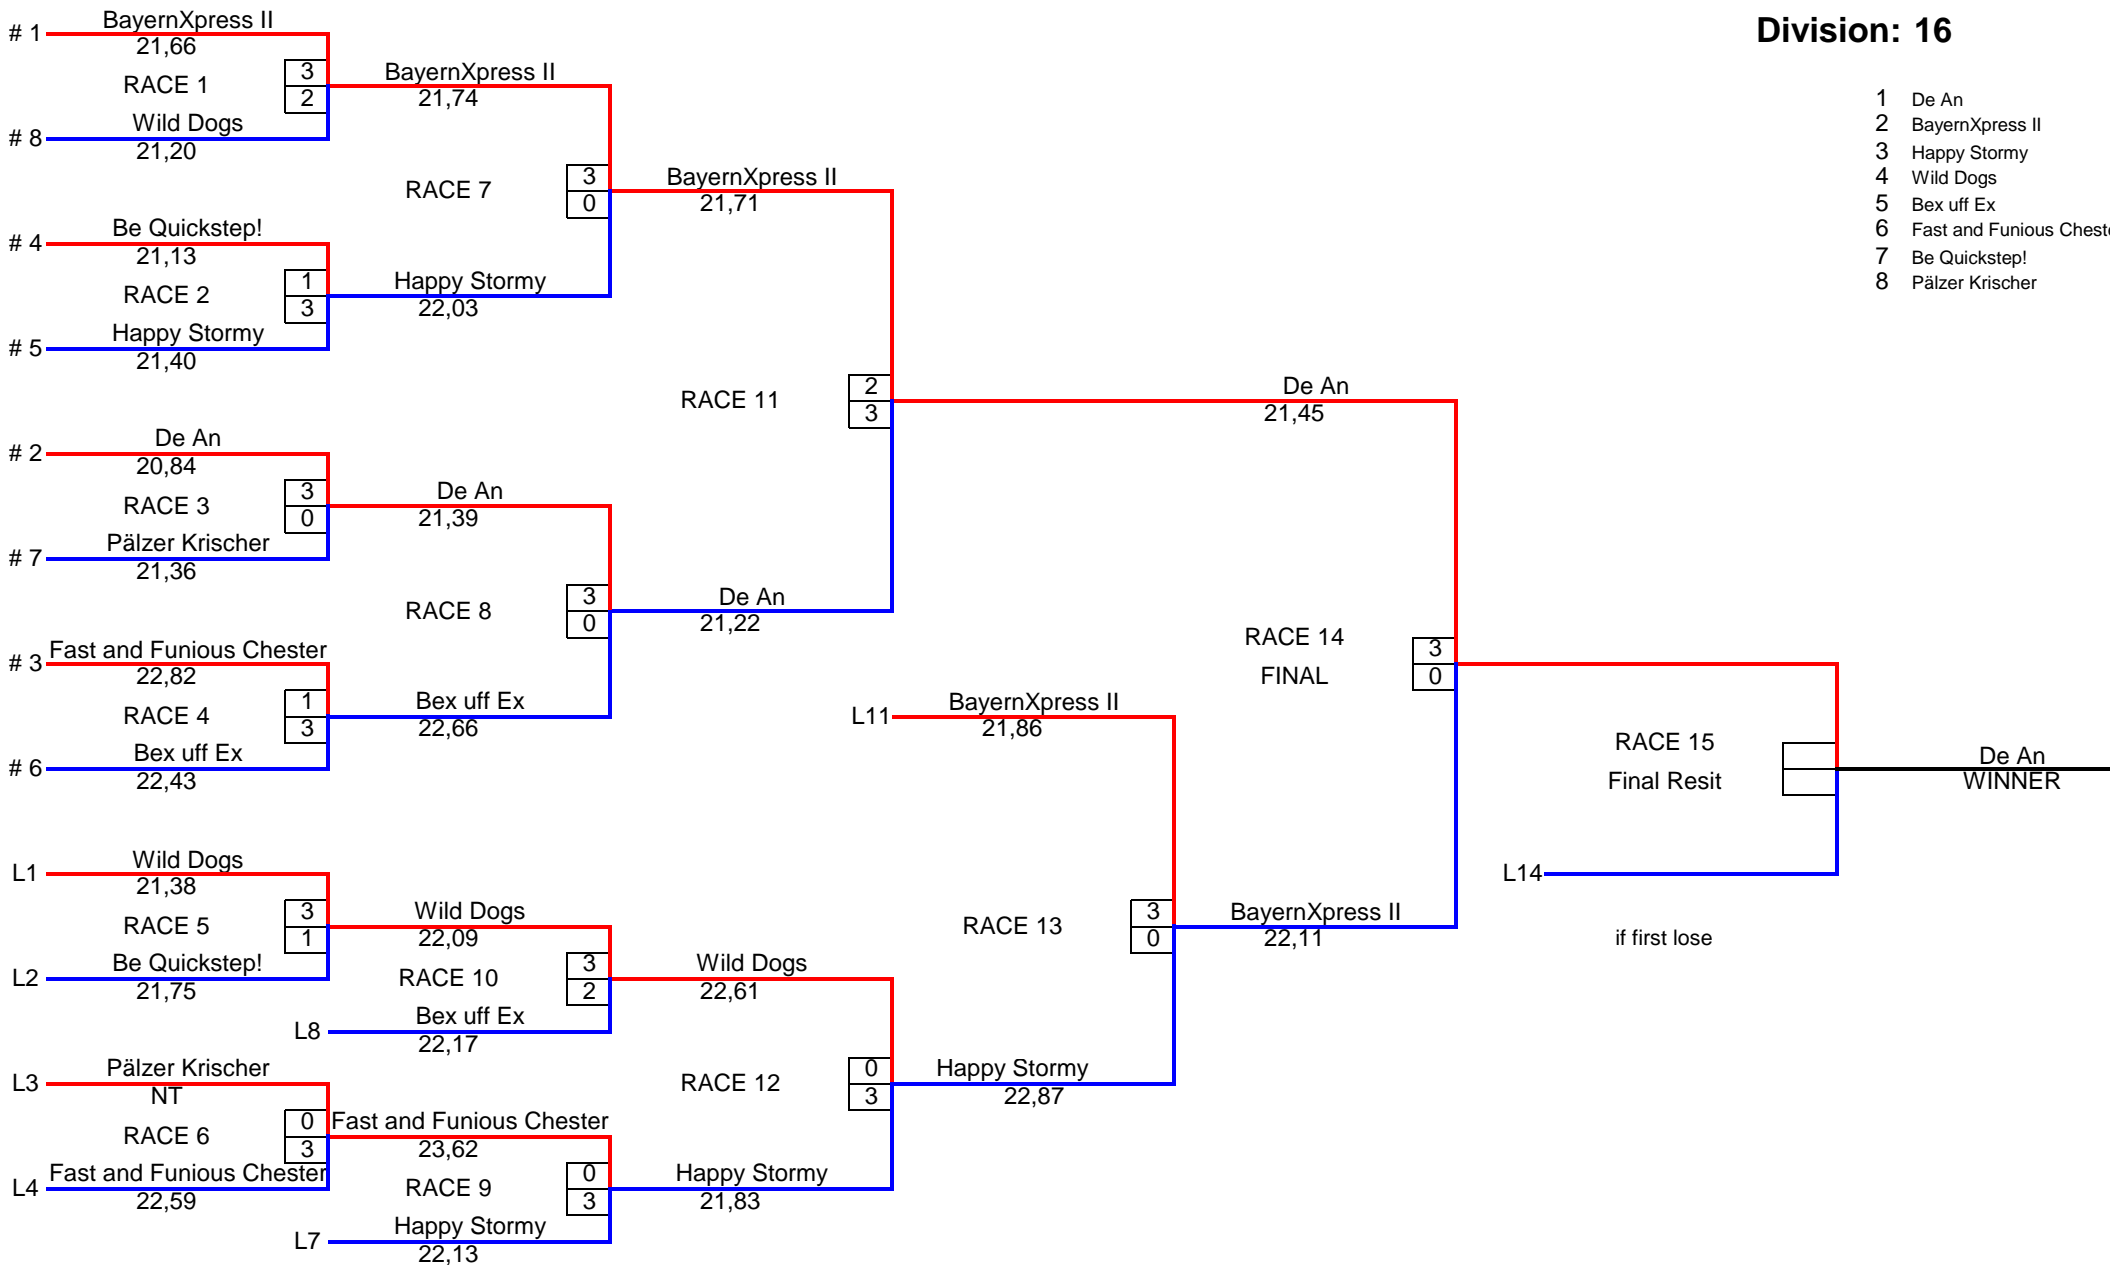 Division: 16
1 De An
2 BayernXpress II
3 Happy Stormy
4 Wild Dogs
5 Bex uff Ex
6 Fast and Funious
7 Be Quickstep!
8 Pälzer Krischer
# 1
BayernXpress II
21,66
RACE 1
3
2
Wild Dogs
# 8
21,20
Be Quickstep!
# 4
21,13
RACE 2
1
3
Happy Stormy
# 5
21,40
De An
# 2
20,84
RACE 3
3
0
Pälzer Krischer
# 7
21,36
Fast and Funious Chester
# 3
22,82
RACE 4
1
3
Bex uff Ex
# 6
22,43
Wild Dogs
L1
21,38
RACE 5
3
1
Be Quickstep!
L2
21,75
Pälzer Krischer
L3
NT
RACE 6
0
3
Fast and Funious Chester
L4
22,59
BayernXpress II
21,74
RACE 7
3
0
Happy Stormy
22,03
De An
21,39
RACE 8
3
0
Bex uff Ex
22,66
Wild Dogs
22,09
RACE 10
3
2
Bex uff Ex
L8
22,17
Fast and Funious Chester
23,62
RACE 9
0
3
Happy Stormy
L7
22,13
BayernXpress II
21,71
RACE 11
2
3
De An
21,22
Wild Dogs
22,61
RACE 12
0
3
Happy Stormy
21,83
BayernXpress II
L11
21,86
RACE 13
3
0
Happy Stormy
22,87
De An
21,45
RACE 14
FINAL
3
0
BayernXpress II
22,11
RACE 15
Final Resit
L14
if first lose
De An
WINNER